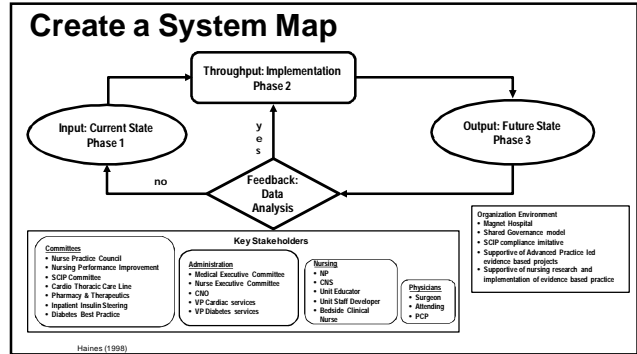 Create a System Map
Throughput: Implementation
Phase 2
Input: Current State
Phase 1
yes
Output: Future State
Phase 3
no
Feedback:
Data
Analysis
Key Stakeholders
Committees
• Nurse Practice Council
• Nursing Performance Improvement
• SCIP Committee
• Cardio Thoracic Care Line
• Pharmacy & Therapeutics
• Inpatient Insulin Steering
• Diabetes Best Practice
Administration
• Medical Executive Committee
• Nurse Executive Committee
• CNO
• VP Cardiac services
• VP Diabetes services
Nursing
• NP
• CNS
• Unit Educator
• Unit Staff Developer
• Bedside Clinical
Nurse
Physicians
• Surgeon
• Attending
• PCP
Organization Environment
• Magnet Hospital
• Shared Governance model
• SCIP compliance imitative
• Supportive of Advanced Practice led
evidence based projects
• Supportive of nursing research and
implementation of evidence based practice
Haines (1998)